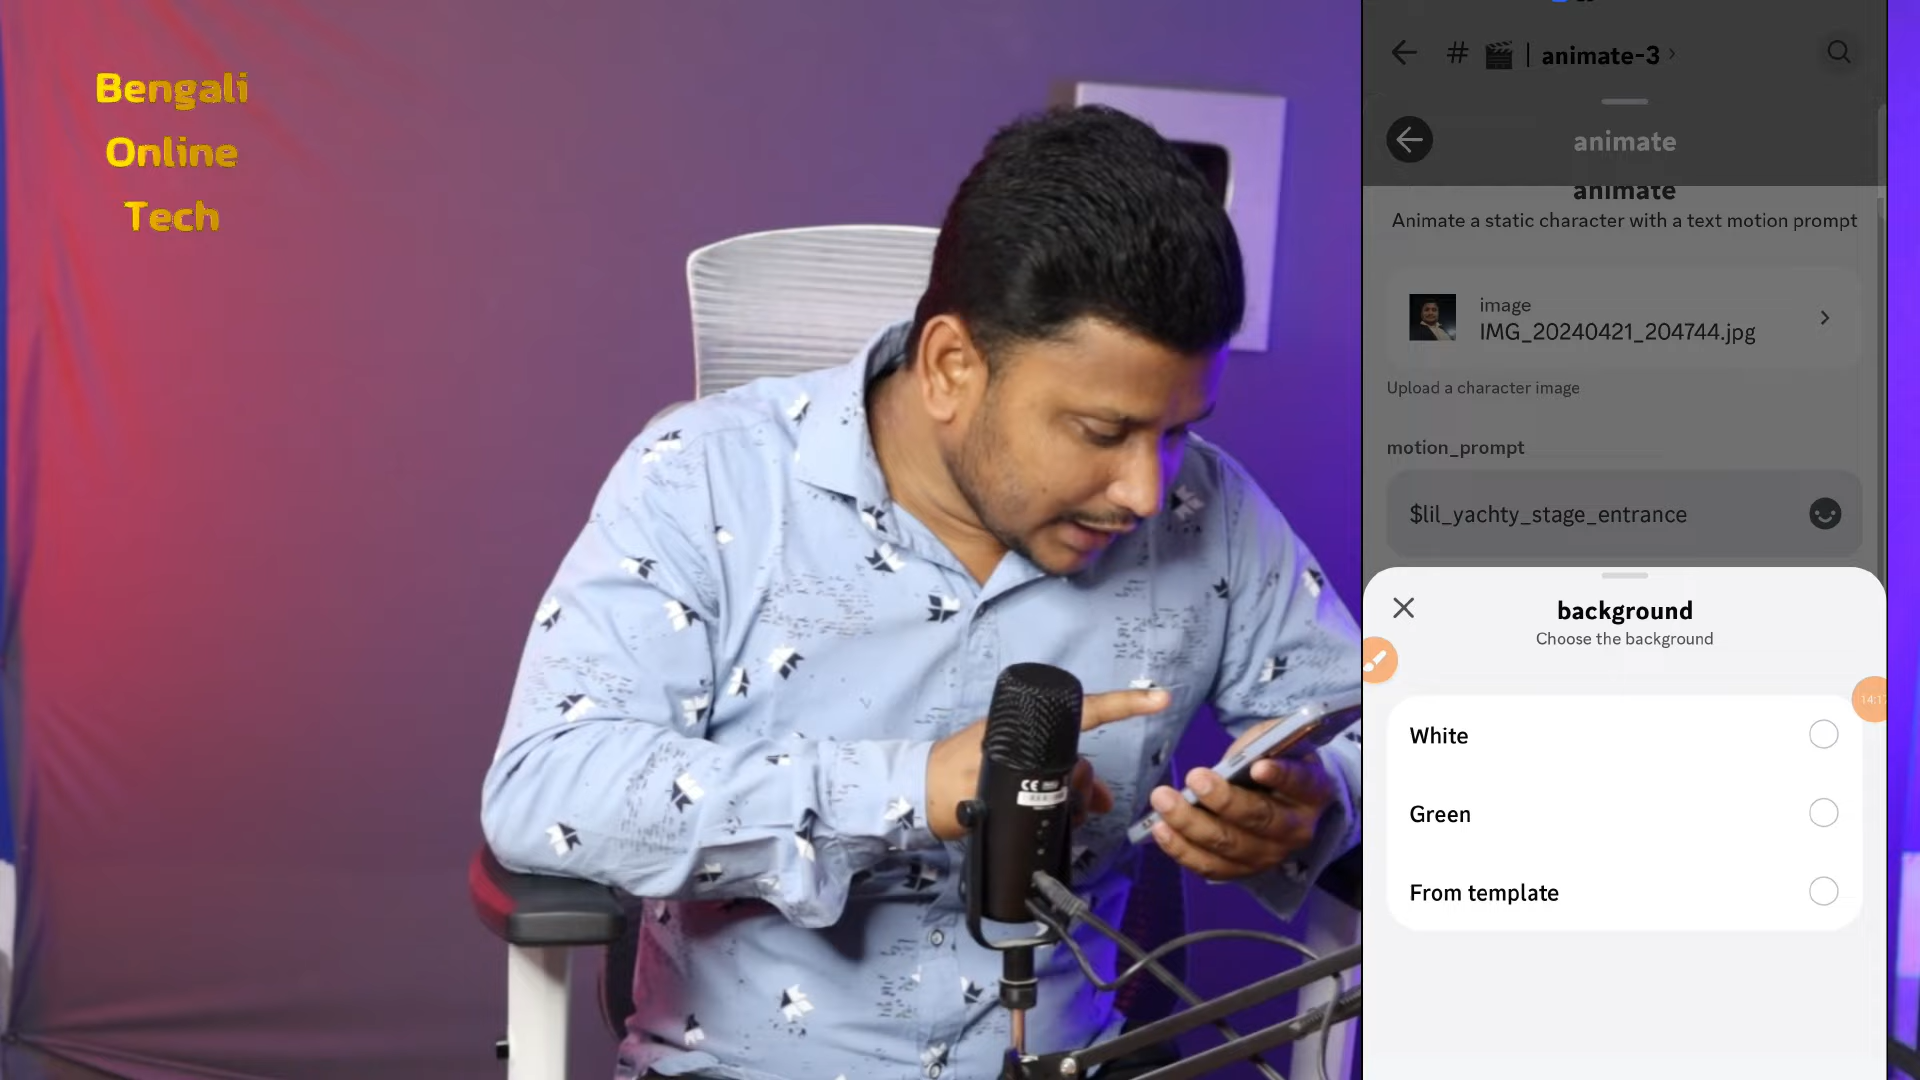 Bengali
Online
Tech
# | animate-3 ›
animate
animate
Animate a static character with a text motion prompt
image
IMG_20240421_204744.jpg
Upload a character image
motion_prompt
$lil_yachty_stage_entrance
background
Choose the background
White
Green
From template
CE